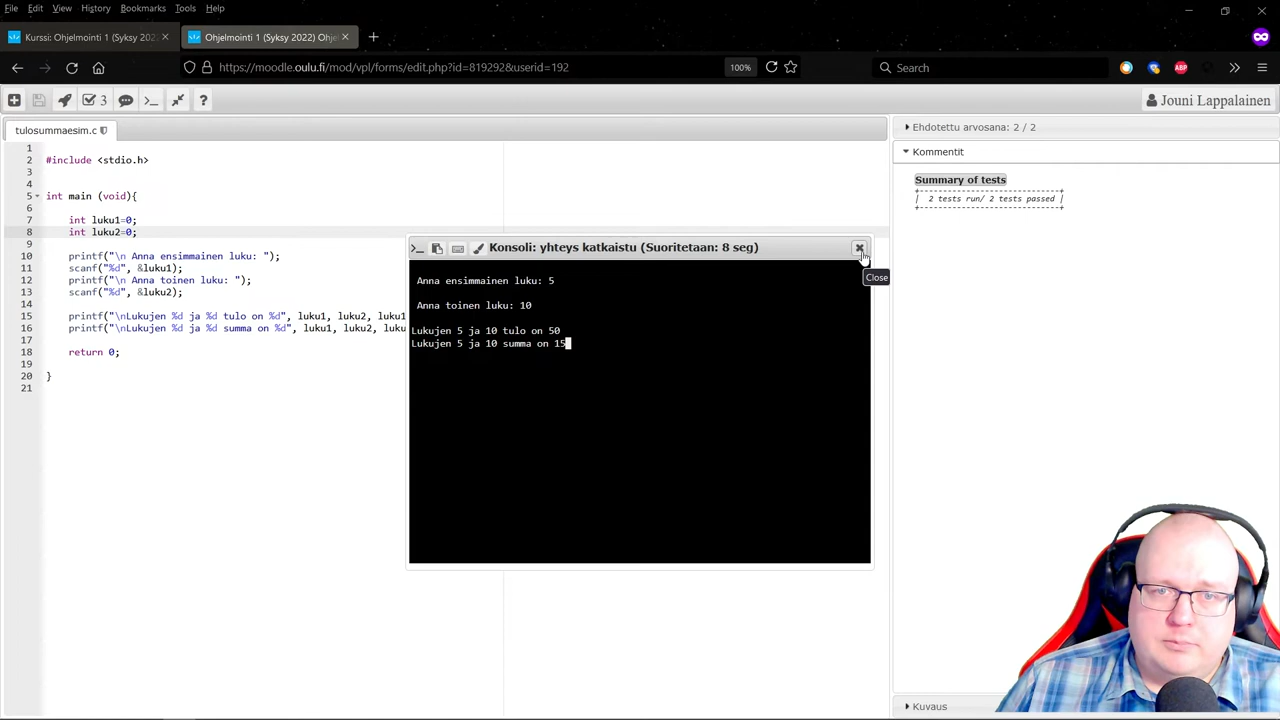 File Edit View History Bookmarks Tools Help
Kurssi: Ohjelmointi 1 (Syksy 2022)
Ohjelmointi 1 (Syksy 2022) Ohje
https://moodle.oulu.fi/mod/vpl/forms/edit.php?id=819292&userid=192
100%
Search
ABP
3
Jouni Lappalainen
tulosummaesim.c
1
2 #include <stdio.h>
3
4
5 int main (void){
6
7 int luku1=0;
8 int luku2=0;
9
10 printf("\n Anna ensimmainen luku: ");
11 scanf("%d", &luku1);
12 printf("\n Anna toinen luku: ");
13 scanf("%d", &luku2);
14
15 printf("\nLukujen %d ja %d tulo on %d", luku1, luku2, luku1
16 printf("\nLukujen %d ja %d summa on %d", luku1, luku2, luku
17
18 return 0;
19
20 }
21
Konsoli: yhteys katkaistu (Suoritetaan: 8 seg)
Close
Anna ensimmainen luku: 5
Anna toinen luku: 10
Lukujen 5 ja 10 tulo on 50
Lukujen 5 ja 10 summa on 15
Ehdotettu arvosana: 2 / 2
Kommentit
Summary of tests
+------------------------------+
| 2 tests run/ 2 tests passed |
+------------------------------+
Kuvaus